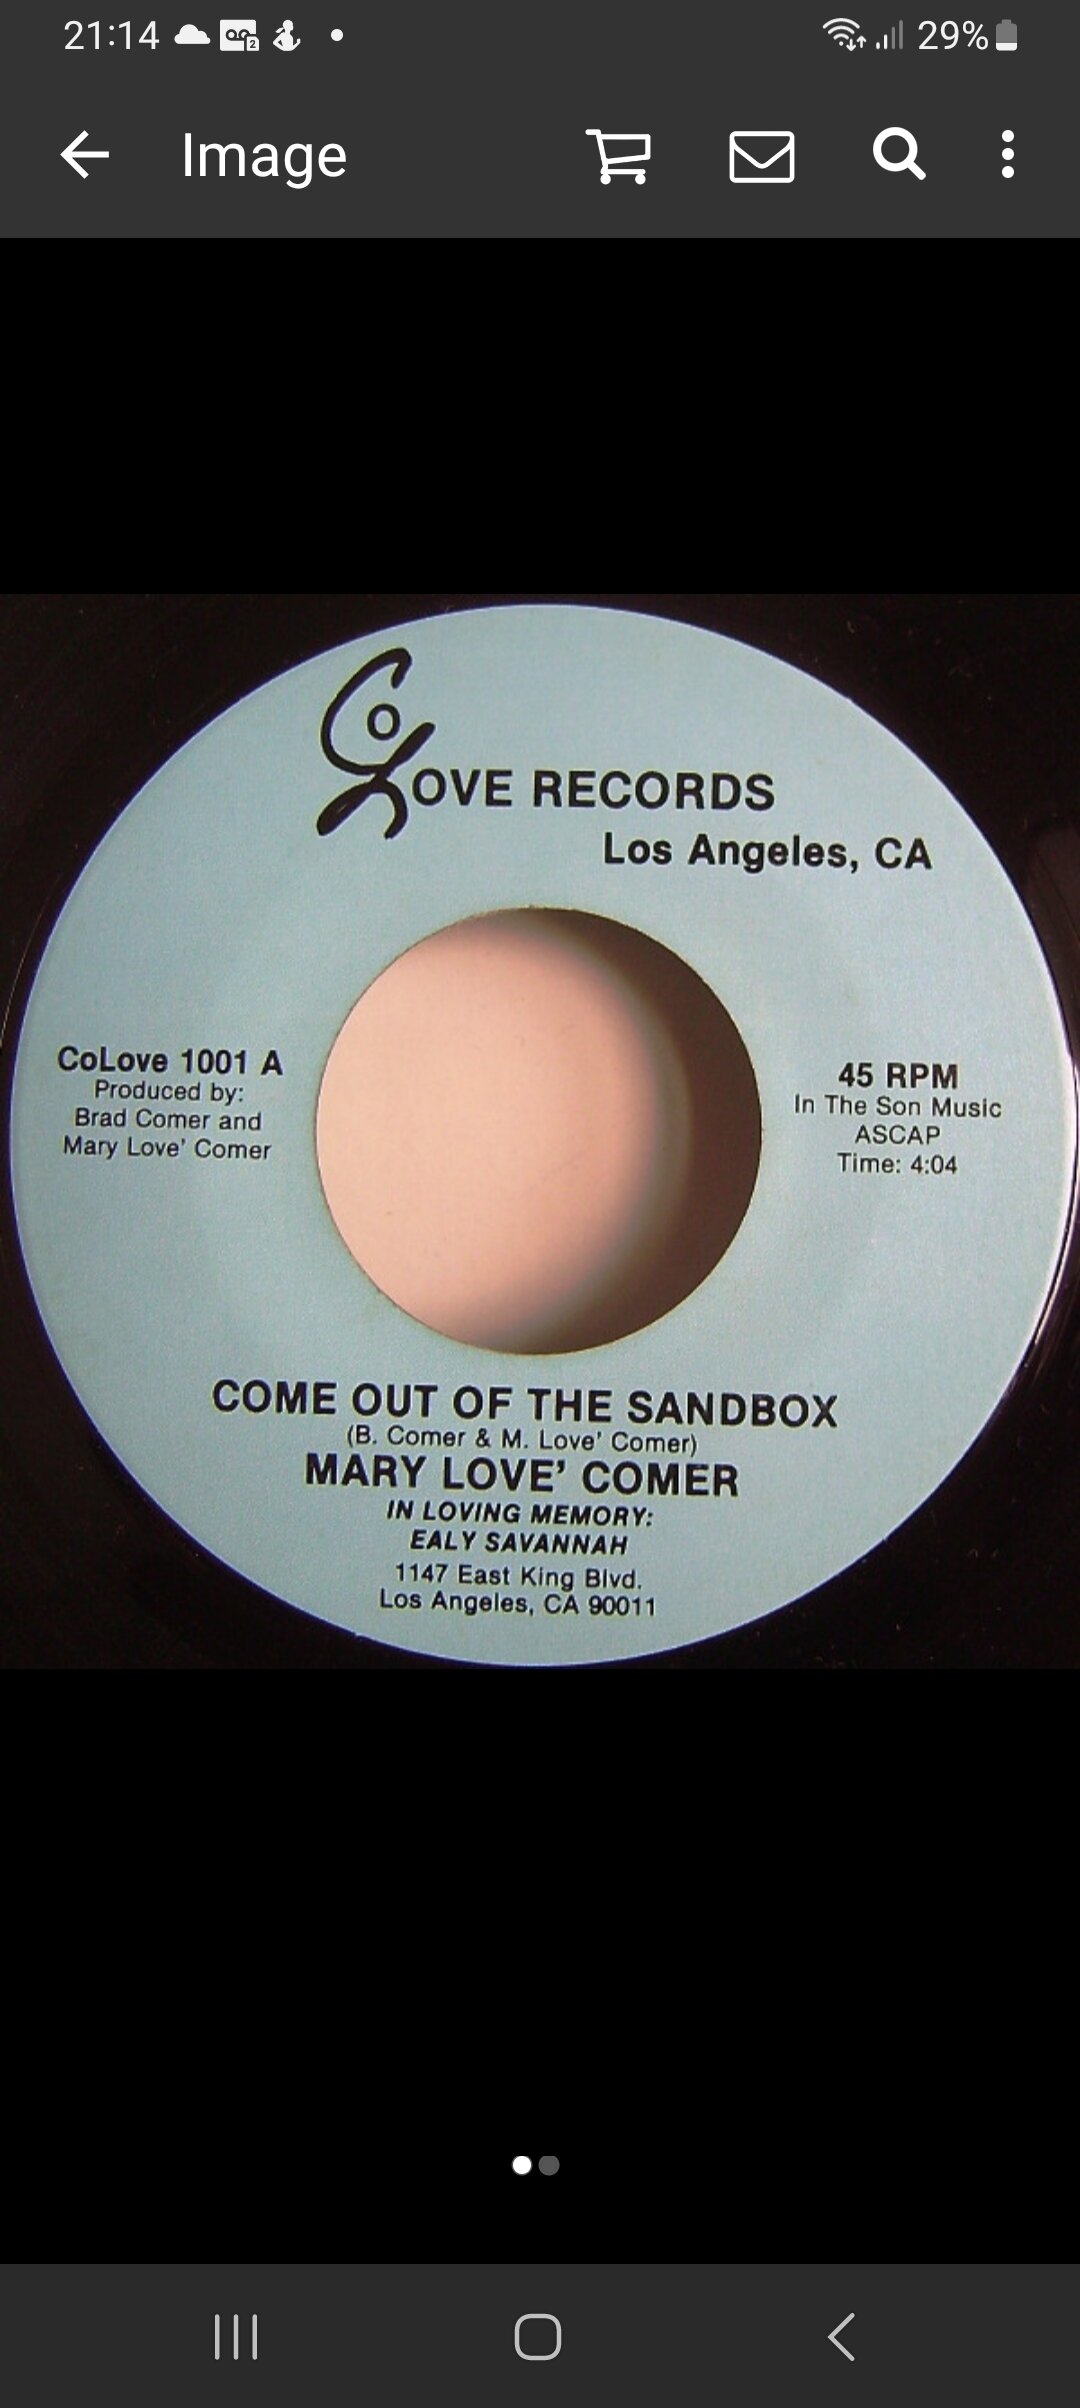 21:14
29%
Image
CoLove RECORDS
Los Angeles, CA
CoLove 1001 A
Produced by:
Brad Comer and
Mary Love' Comer
45 RPM
In The Son Music
ASCAP
Time: 4:04
COME OUT OF THE SANDBOX
(B. Comer & M. Love' Comer)
MARY LOVE' COMER
IN LOVING MEMORY:
EALY SAVANNAH
1147 East King Blvd.
Los Angeles, CA 90011